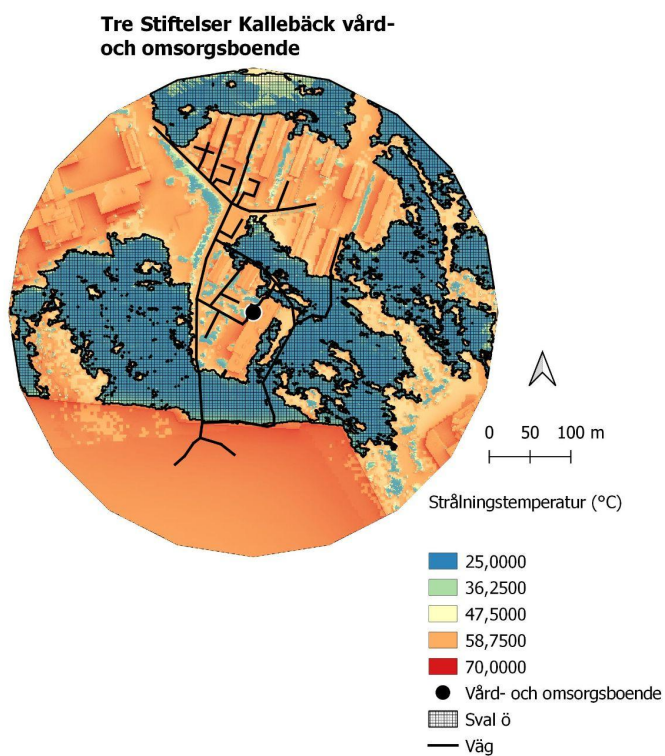 Tre Stiftelser Kallebäck vård-
och omsorgsboende
0 50 100 m
Strålningstemperatur (°C)
25,0000
36,2500
47,5000
58,7500
70,0000
Vård- och omsorgsboende
Sval ö
Väg